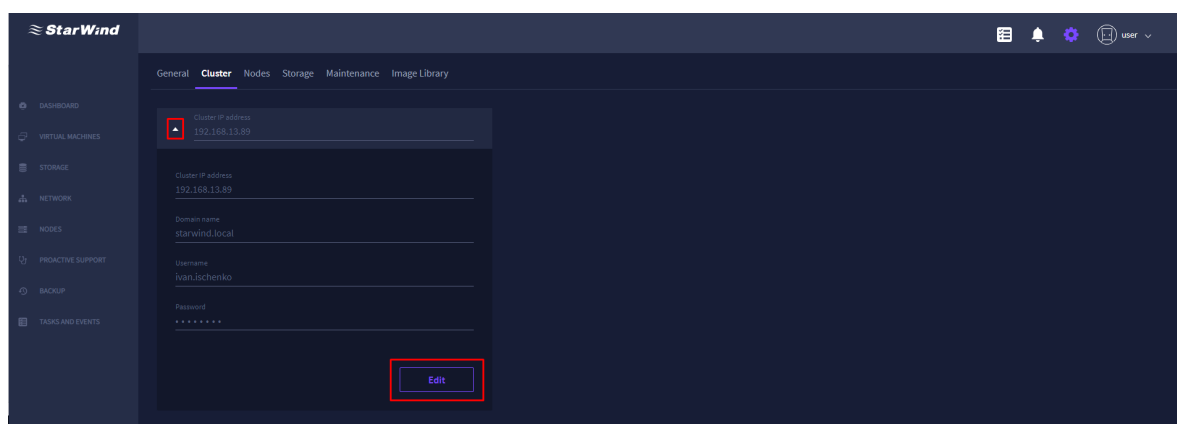 StarWind
user
General Cluster Nodes Storage Maintenance Image Library
DASHBOARD
VIRTUAL MACHINES
STORAGE
NETWORK
NODES
PROACTIVE SUPPORT
BACKUP
TASKS AND EVENTS
Cluster IP address
192.168.13.89
Cluster IP address
192.168.13.89
Domain name
starwind.local
Username
ivan.ischenko
Password
••••••••
Edit